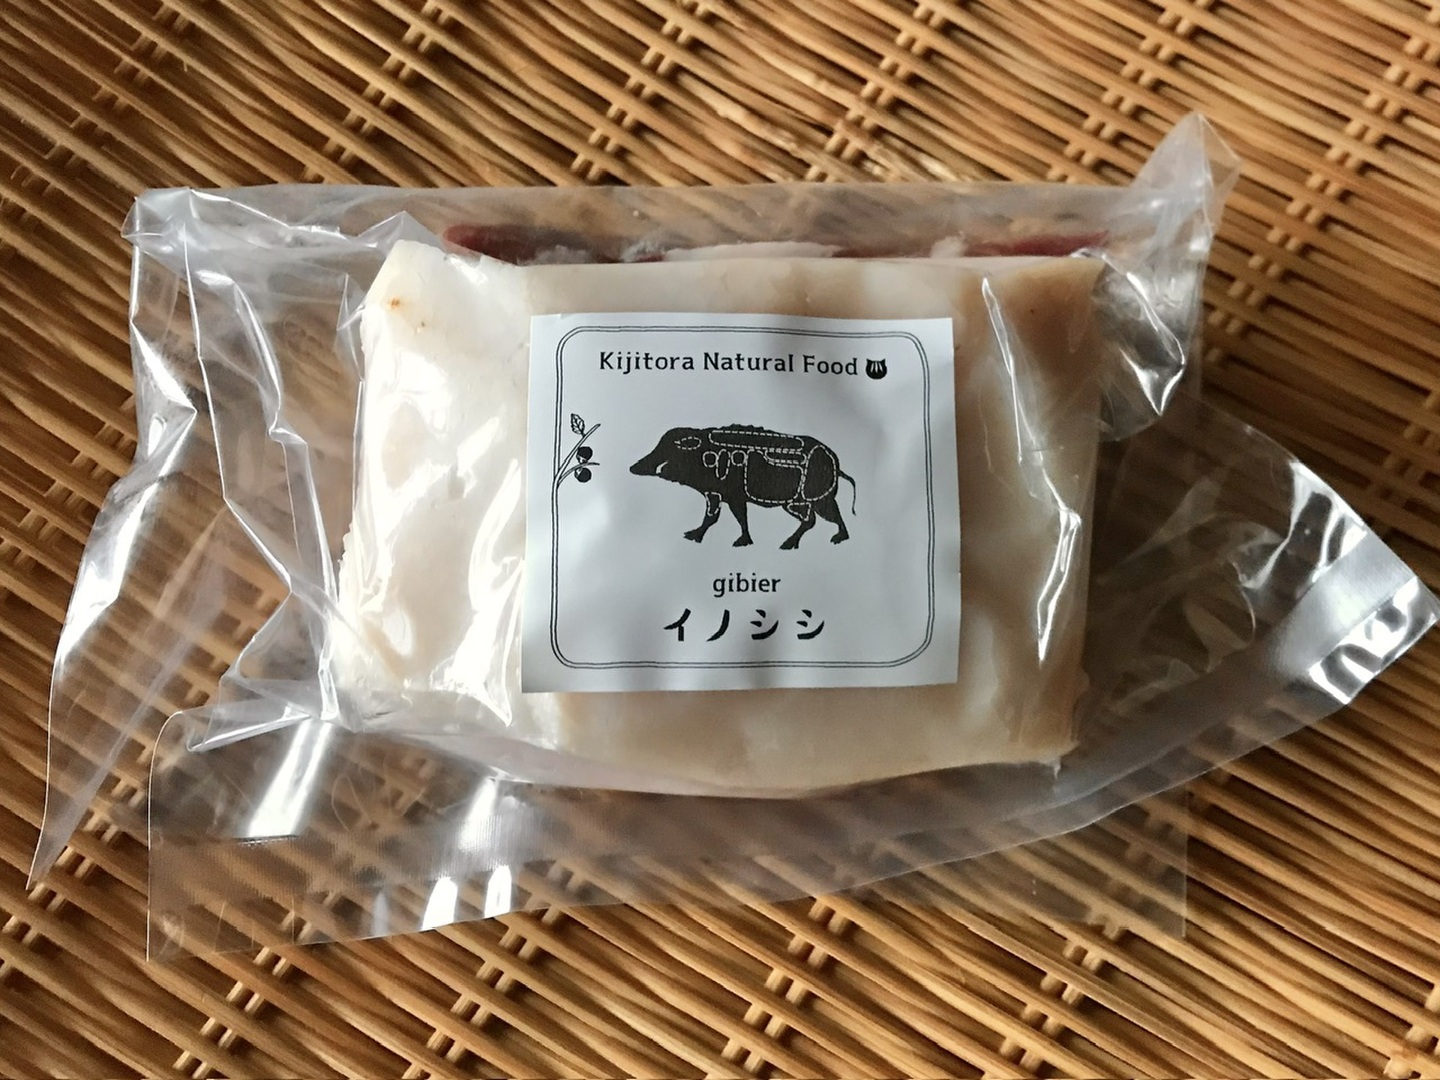 Kijitora Natural Food
gibier
イノシシ